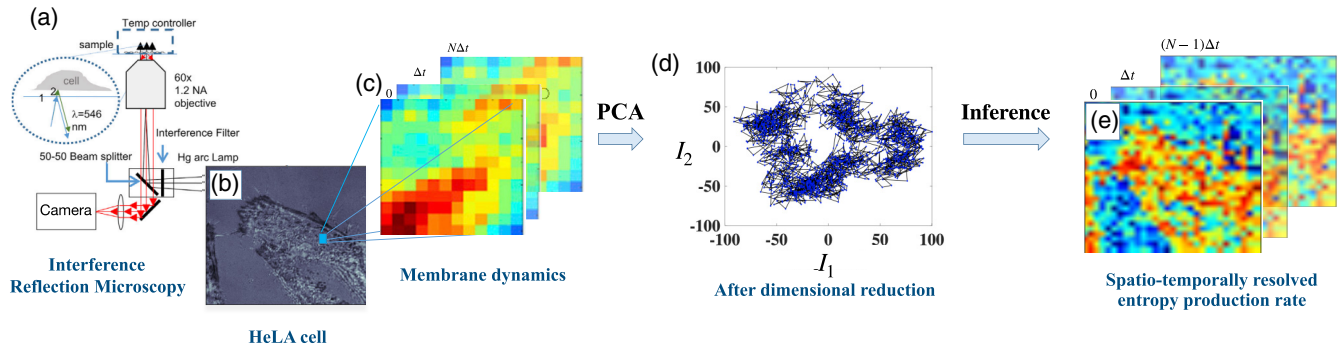 (a)
Temp controller
sample
cell
1
2
λ=546
nm
60x
1.2 NA
objective
Interference Filter
50-50 Beam splitter
Hg arc Lamp
Camera
Interference
Reflection Microscopy
(b)
HeLA cell
(c)
0
Δt
NΔt
Membrane dynamics
PCA
(d)
100
50
0
-50
-100
I2
-100
-50
0
50
100
I1
After dimensional reduction
Inference
(e)
0
Δt
(N − 1)Δt
Spatio-temporally resolved
entropy production rate